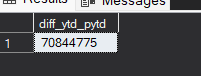 Results
Messages
diff_ytd_pytd
1
70844775